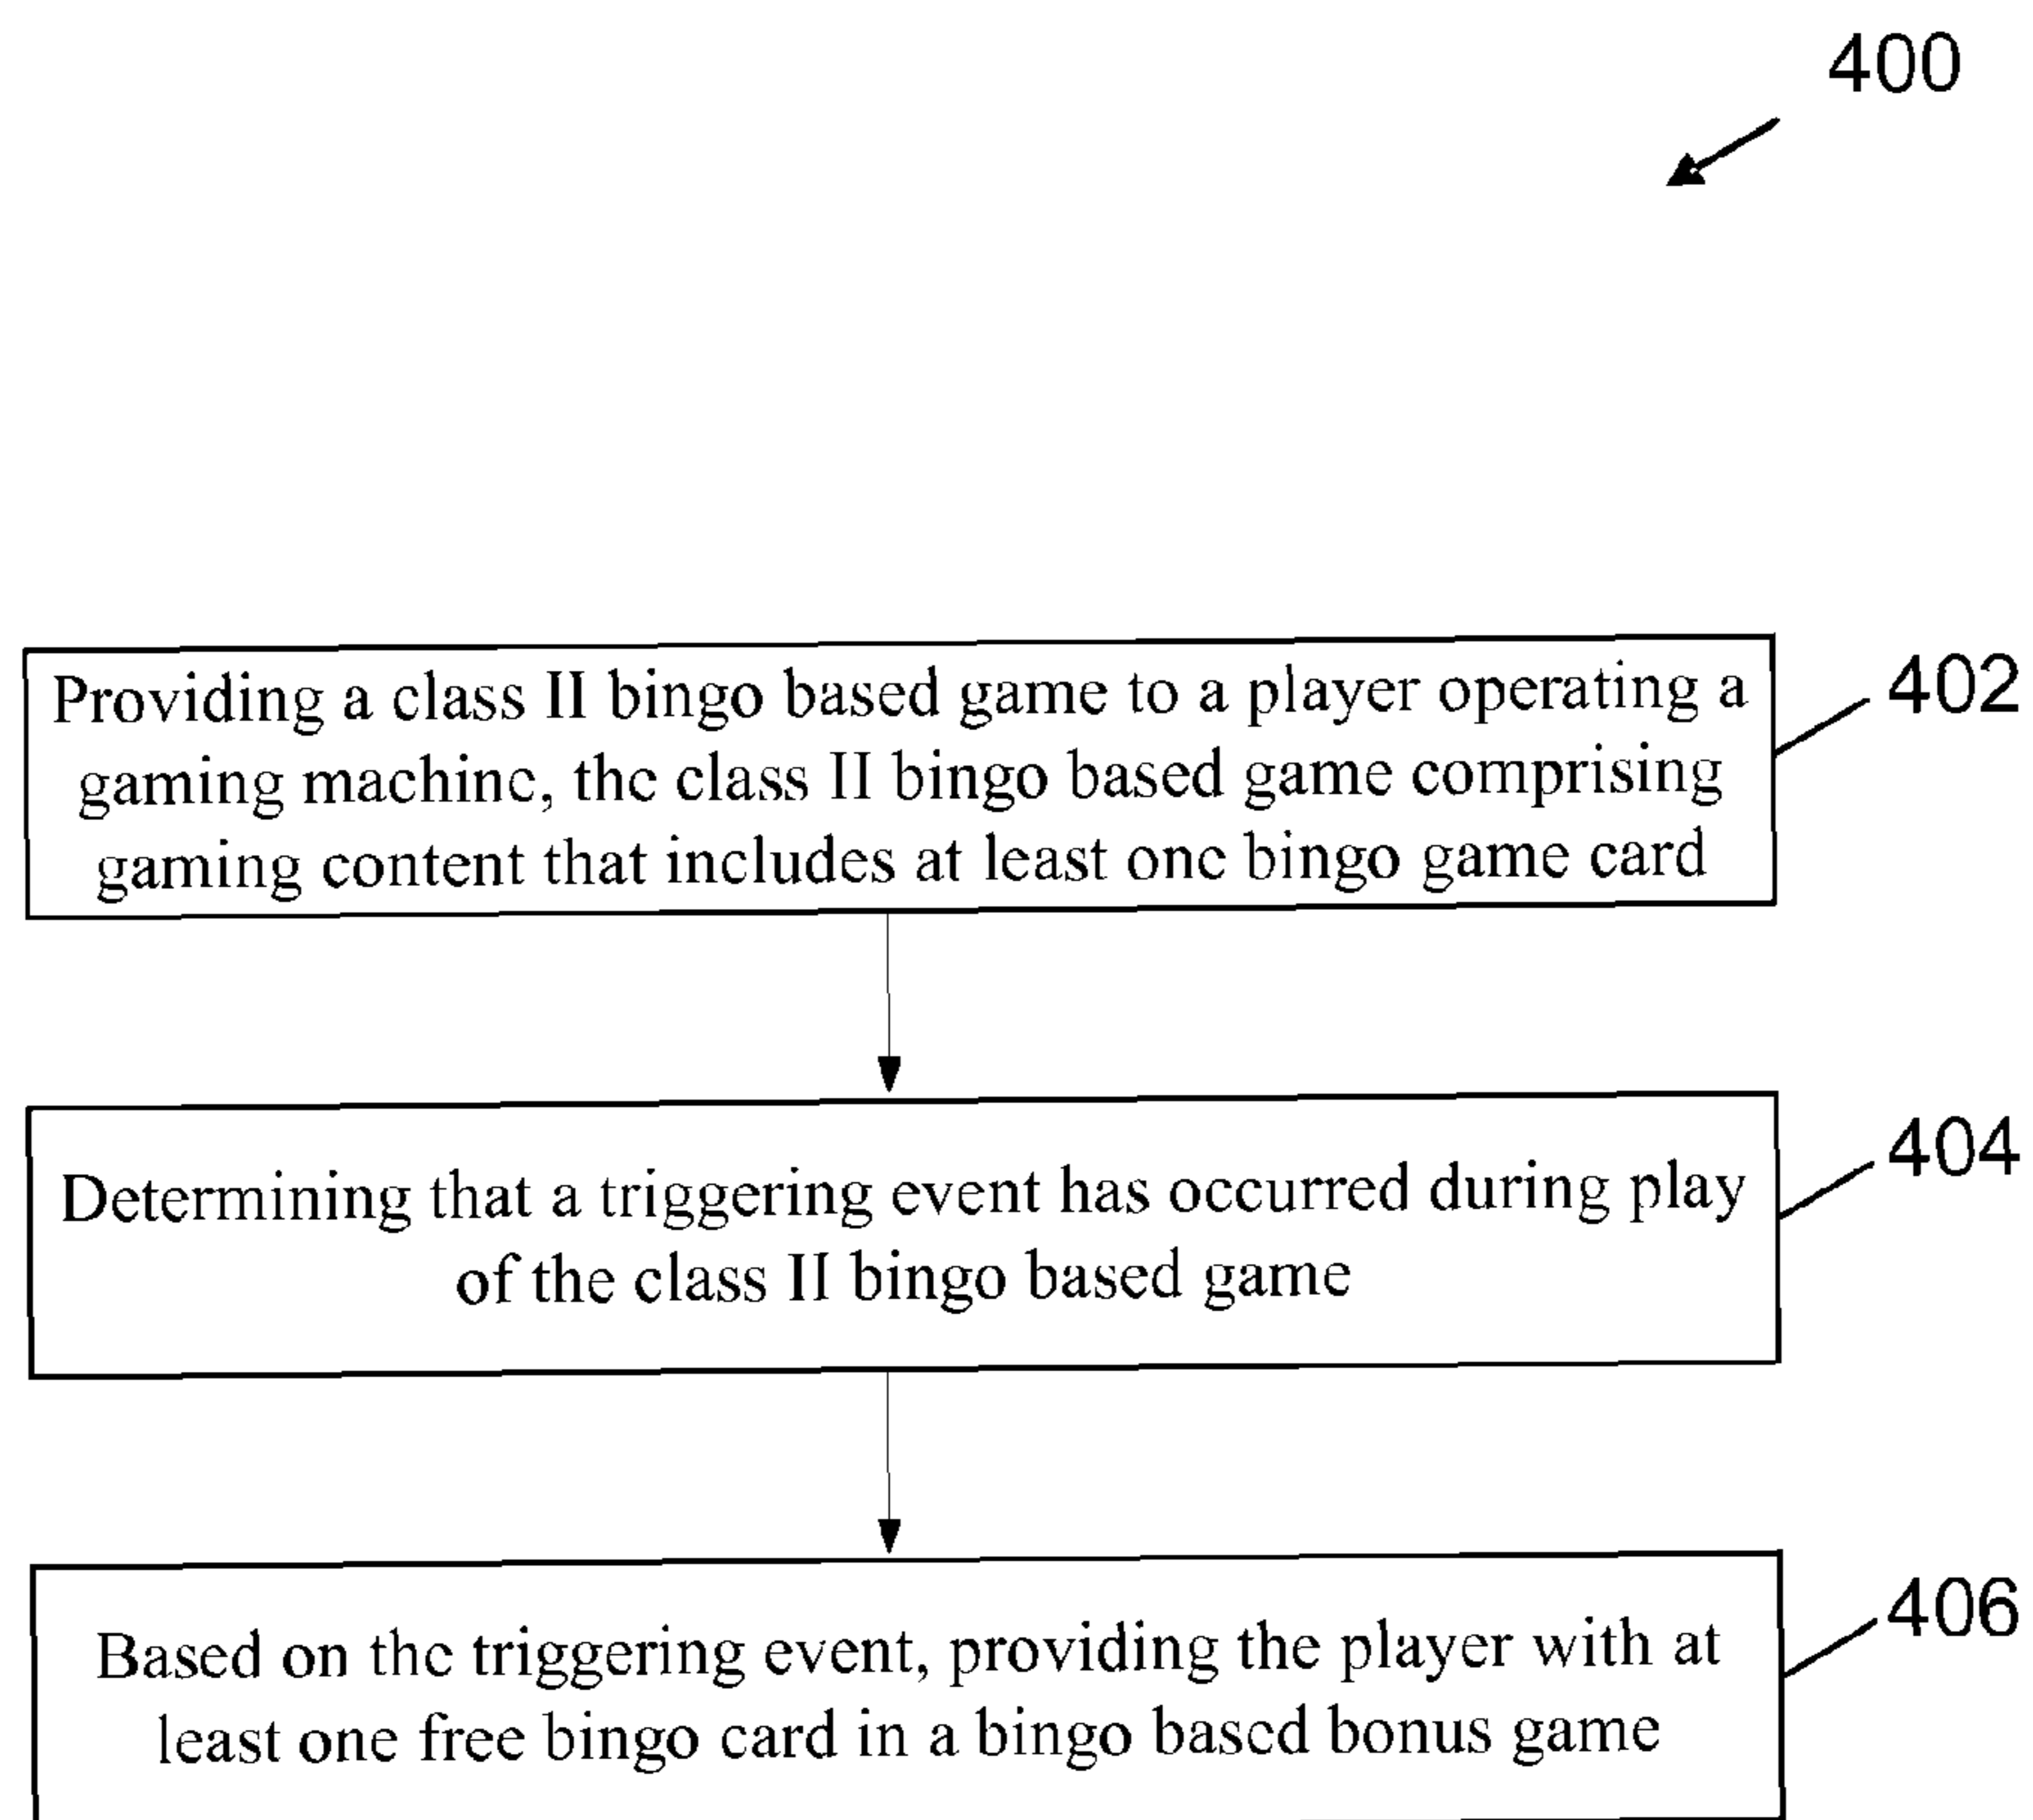 400
Providing a class II bingo based game to a player operating a
402
gaming machine, the class II bingo based game comprising
gaming content that includes at least one bingo game card
Determining that a triggering event has occurred during play
404
of the class II bingo based game
Based on the triggering event, providing the player with at
406
least one free bingo card in a bingo based bonus game